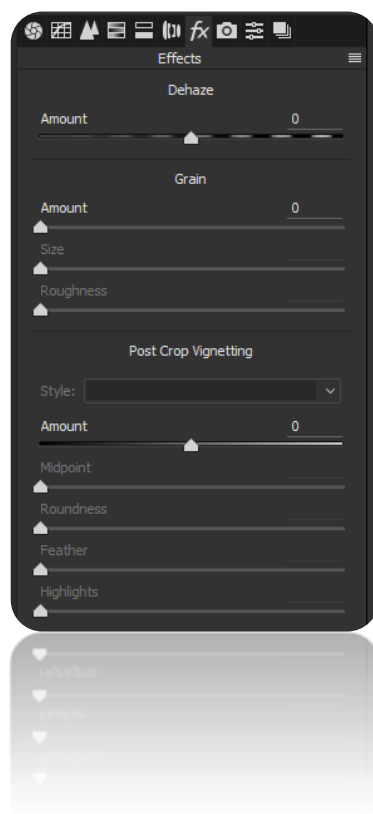 fx
Effects
Dehaze
Amount 0
Grain
Amount 0
Size
Roughness
Post Crop Vignetting
Style:
Amount 0
Midpoint
Roundness
Feather
Highlights